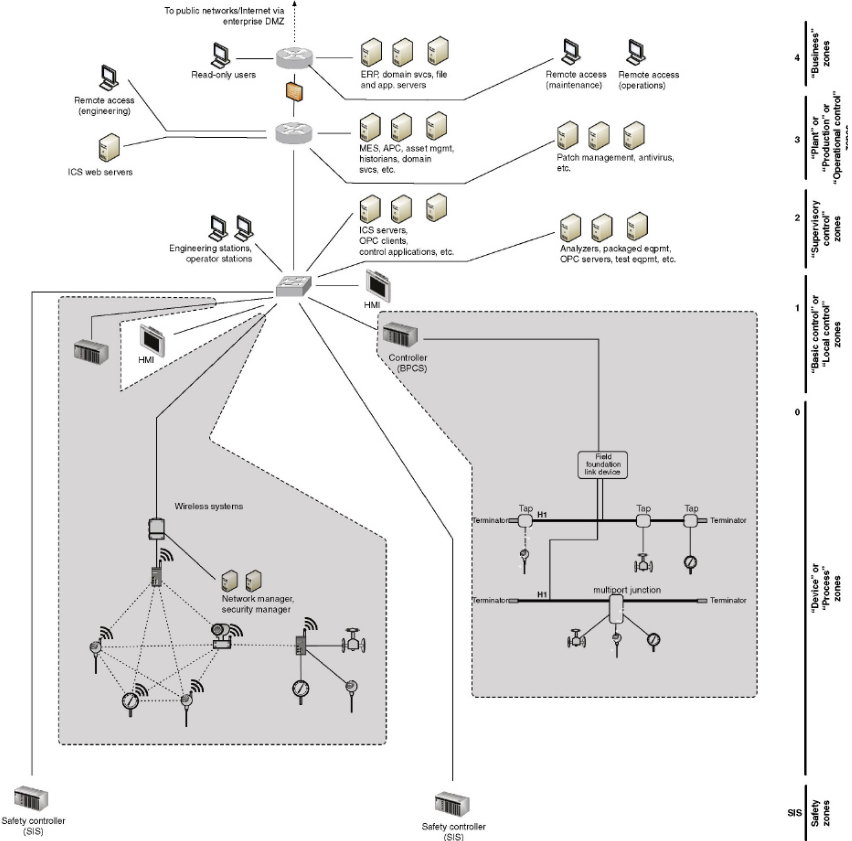 To public networks/Internet via
enterprise DMZ
Read-only users
ERP, domain svcs, file
and app. servers
Remote access
(maintenance)
Remote access
(operations)
4
"Business"
zones
Remote access
(engineering)
ICS web servers
MES, APC, asset mgmt,
historians, domain
svcs, etc.
Patch management, antivirus,
etc.
3
"Plant" or
"Production" or
"Operational control"
zones
Engineering stations,
operator stations
ICS servers,
OPC clients,
control applications, etc.
Analyzers, packaged eqpmt,
OPC servers, test eqpmt, etc.
2
"Supervisory
control"
zones
HMI
HMI
Controller
(BPCS)
1
"Basic control" or
"Local control"
zones
0
Field
foundation
link device
Wireless systems
Terminator
Tap
H1
Tap
Tap
Terminator
Network manager,
security manager
Terminator
H1
multiport junction
Terminator
"Device" or
"Process"
zones
Safety controller
(SIS)
Safety controller
(SIS)
SIS
Safety
zones